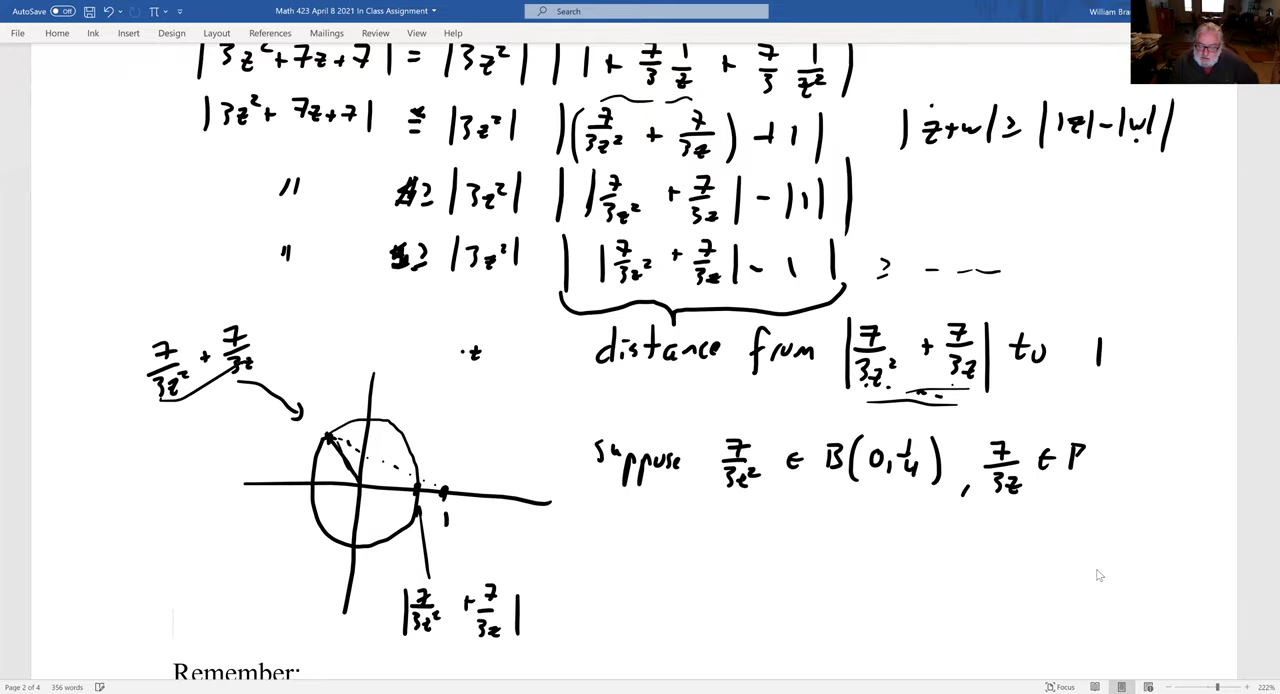 AutoSave Off Math 423 April 8 2021 In Class Assignment Search William Bra
File Home Ink Insert Design Layout References Mailings Review View Help
|3z²+7z+7| = |3z²| |1 + 7/3 1/z + 7/3 1/z²|
|3z²+7z+7| = |3z²| |(7/3z² + 7/3z) + 1| |z+w| ≥ ||z|-|w||
" ≥ |3z²| ||7/3z² + 7/3z| - |1||
" ≥ |3z²| ||7/3z² + 7/3z| - 1| ≥ - - -
7/3z² + 7/3z
·z distance from |7/3z² + 7/3z| to 1
suppose 7/3z² ∈ B(0,1/4), 7/3z ∈ B
1
|7/3z² + 7/3z|
Remember:
Page 2 of 4 356 words Focus 222%